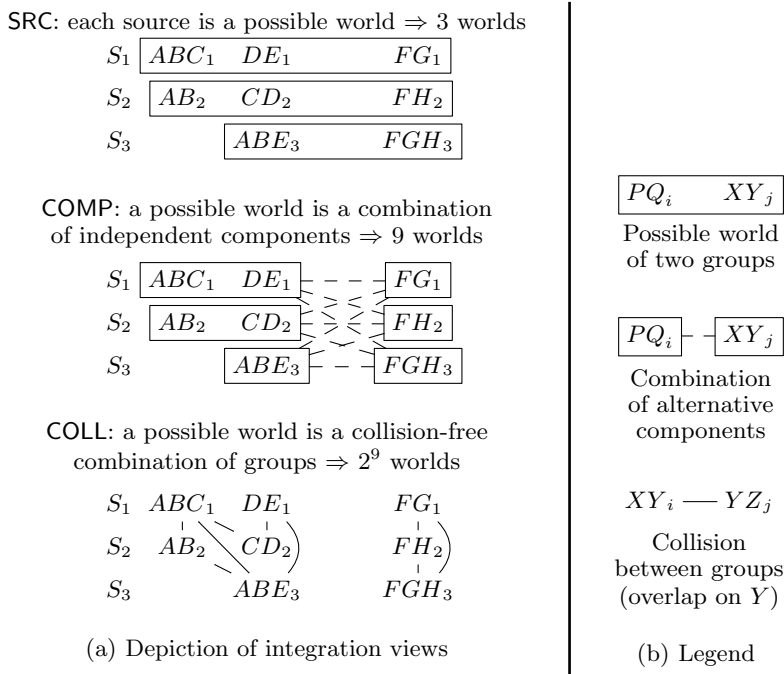 SRC: each source is a possible world ⇒ 3 worlds
S₁ ABC₁ DE₁ FG₁
S₂ AB₂ CD₂ FH₂
S₃ ABE₃ FGH₃
COMP: a possible world is a combination
of independent components ⇒ 9 worlds
S₁ ABC₁ DE₁ FG₁
S₂ AB₂ CD₂ FH₂
S₃ ABE₃ FGH₃
COLL: a possible world is a collision-free
combination of groups ⇒ 2⁹ worlds
S₁ ABC₁ DE₁ FG₁
S₂ AB₂ CD₂ FH₂
S₃ ABE₃ FGH₃
(a) Depiction of integration views
PQᵢ XYⱼ
Possible world
of two groups
PQᵢ XYⱼ
Combination
of alternative
components
XYᵢ YZⱼ
Collision
between groups
(overlap on Y)
(b) Legend